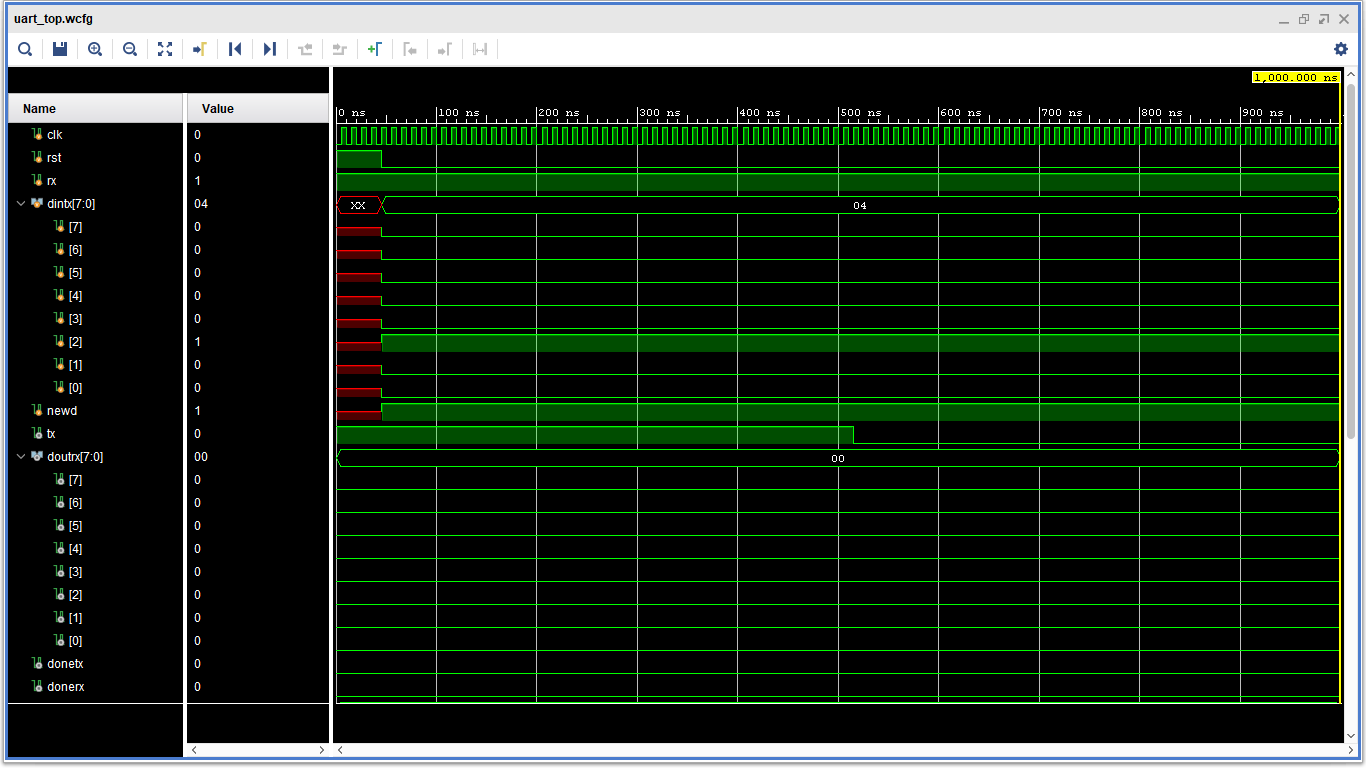 uart_top.wcfg
1,000.000 ns
Name Value
0 ns 100 ns 200 ns 300 ns 400 ns 500 ns 600 ns 700 ns 800 ns 900 ns
clk 0
rst 0
rx 1
dintx[7:0] 04 XX 04
[7] 0
[6] 0
[5] 0
[4] 0
[3] 0
[2] 1
[1] 0
[0] 0
newd 1
tx 0
doutrx[7:0] 00 00
[7] 0
[6] 0
[5] 0
[4] 0
[3] 0
[2] 0
[1] 0
[0] 0
donetx 0
donerx 0